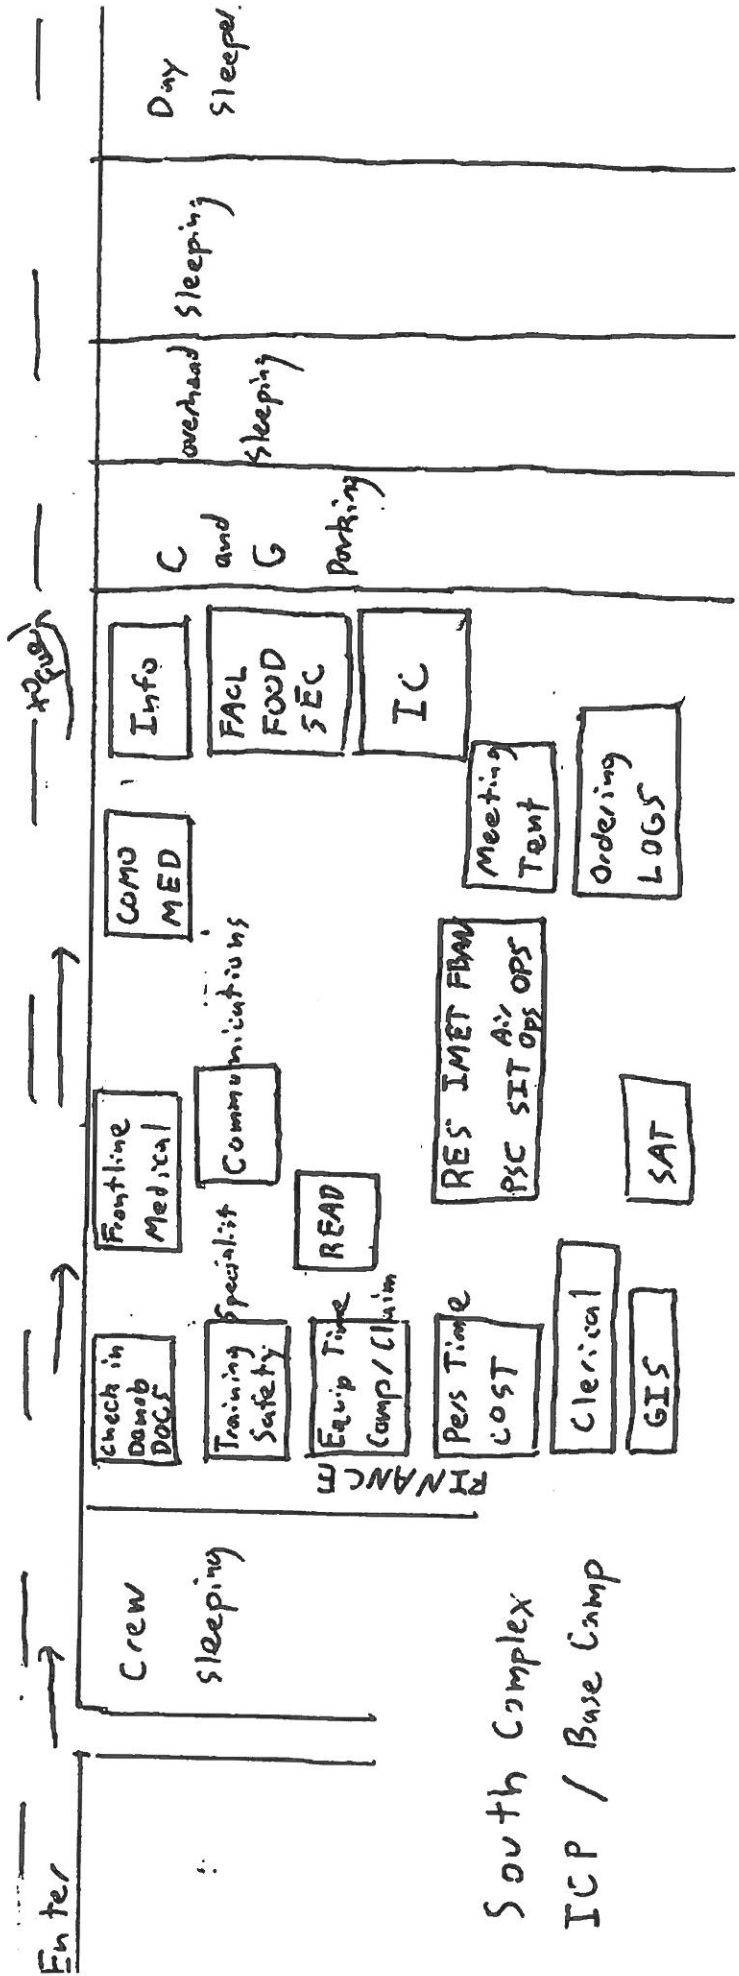 Enter
Crew
Sleeping
Check in
Demob
DOCS
Training
Safety
Specialist
Equip Time
Comp/Claim
FINANCE
Pers Time
COST
Clerical
GIS
Frontline
Medical
Communications
READ
RES IMET FBAN
PSC SIT Air OPS
Ops
SAT
COMO
MED
Info
FACL
FOOD
SEC
IC
Meeting
Tent
Ordering
LOGS
C
and
G
Parking
overhead
Sleeping
Sleeping
Day
Sleeper
South Complex
ICP / Base Camp